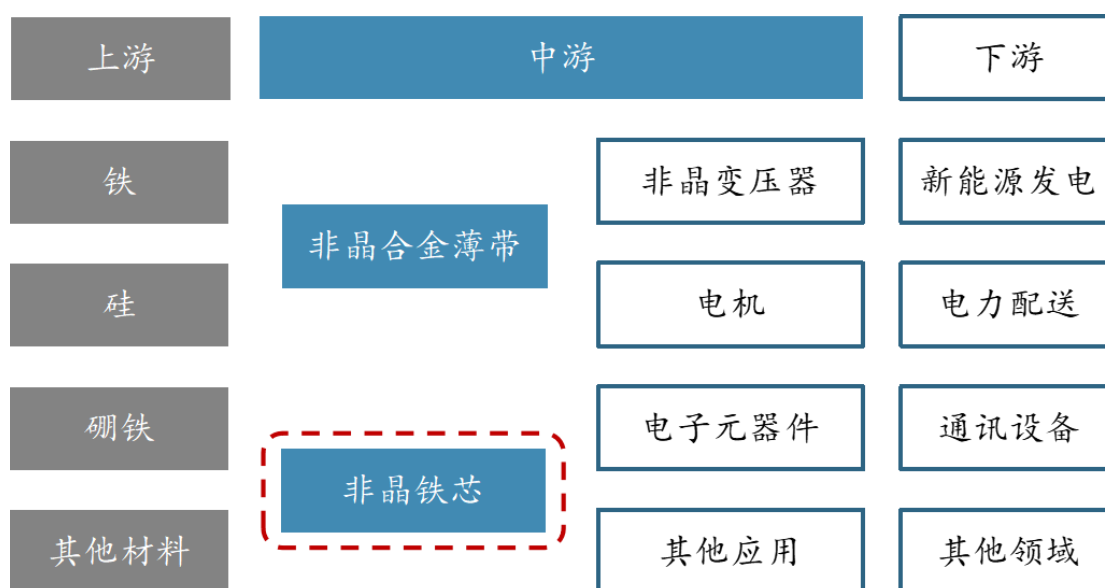 上游
中游
下游
铁
非晶变压器
新能源发电
非晶合金薄带
硅
电机
电力配送
硼铁
电子元器件
通讯设备
非晶铁芯
其他材料
其他应用
其他领域